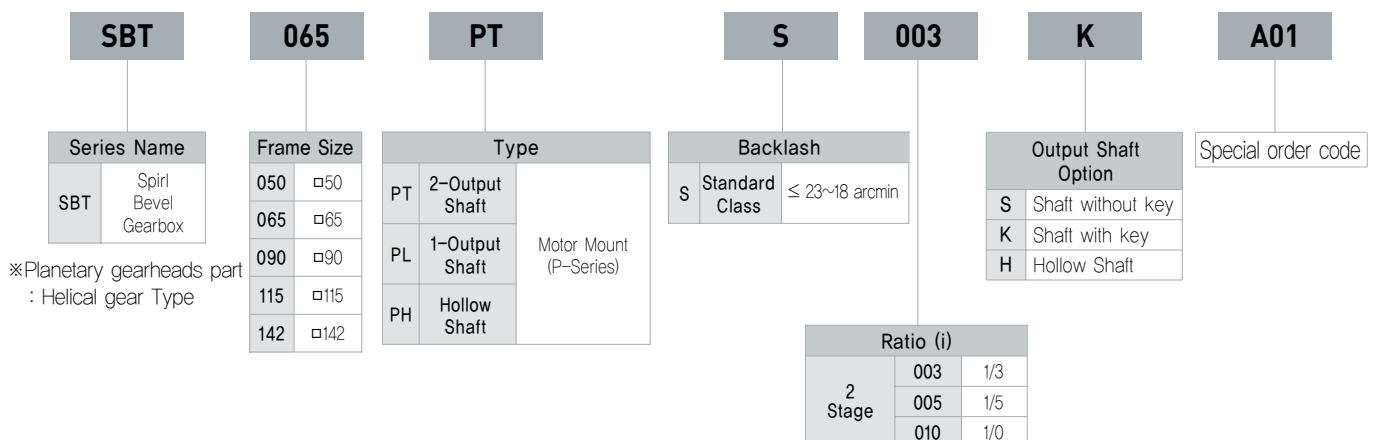 SBT 065 PT S 003 K A01
Series Name
SBT Spirl
Bevel
Gearbox
※Planetary gearheads part
: Helical gear Type
Frame Size
050 □50
065 □65
090 □90
115 □115
142 □142
Type
PT 2-Output
Shaft
PL 1-Output
Shaft
PH Hollow
Shaft
Motor Mount
(P-Series)
Backlash
S Standard
Class ≤ 23~18 arcmin
Ratio (i)
2
Stage
003 1/3
005 1/5
010 1/0
Output Shaft
Option
S Shaft without key
K Shaft with key
H Hollow Shaft
Special order code